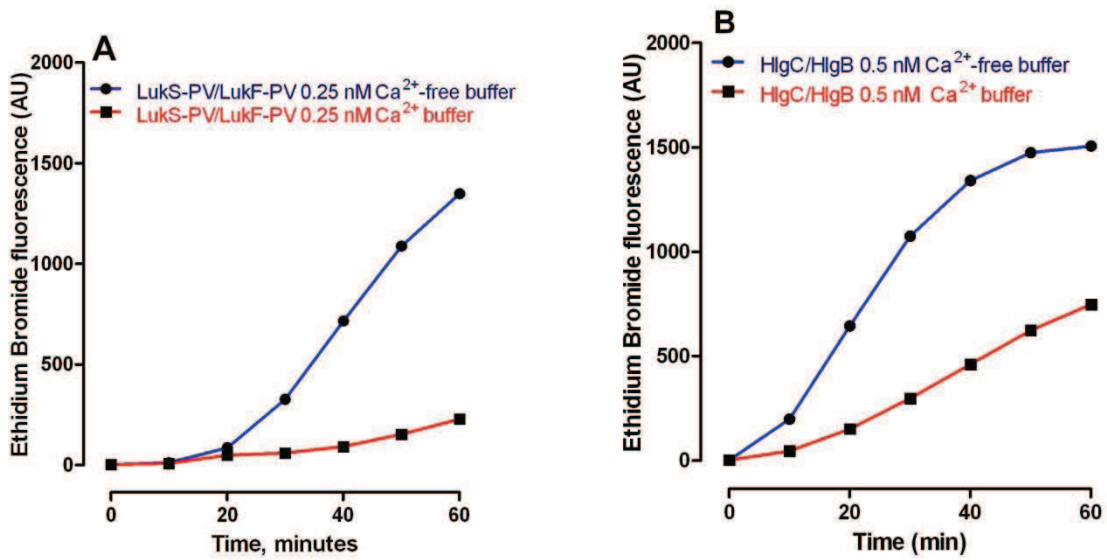 A
2000
LukS-PV/LukF-PV 0.25 nM Ca²⁺-free buffer
LukS-PV/LukF-PV 0.25 nM Ca²⁺ buffer
1500
1000
500
0
Ethidium Bromide fluorescence (AU)
0 20 40 60
Time, minutes
B
2000
HlgC/HlgB 0.5 nM Ca²⁺-free buffer
HlgC/HlgB 0.5 nM Ca²⁺ buffer
1500
1000
500
0
Ethidium Bromide fluorescence (AU)
0 20 40 60
Time (min)